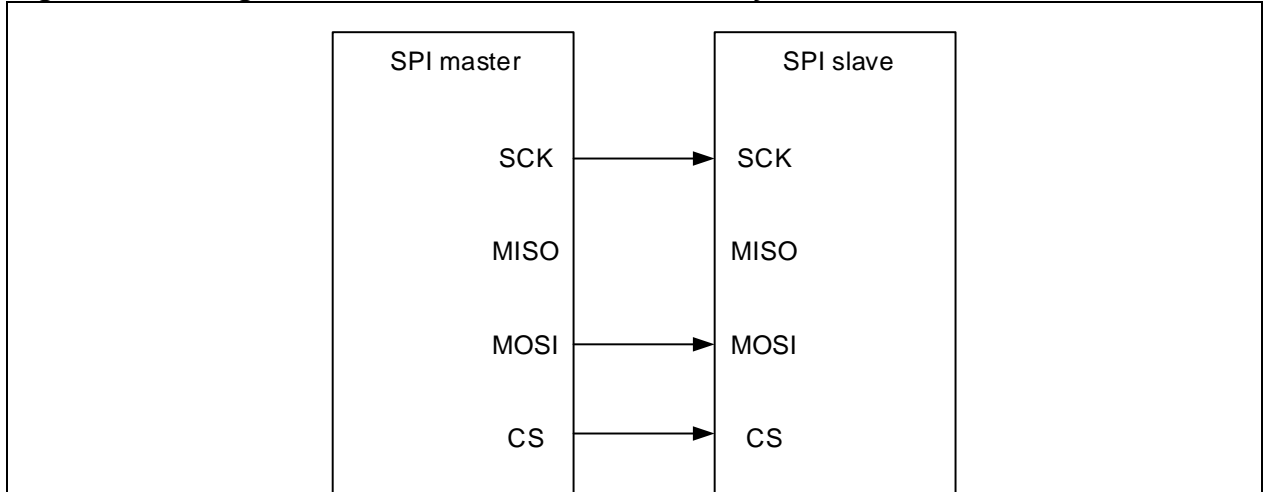 SPI master SPI slave
SCK SCK
MISO MISO
MOSI MOSI
CS CS